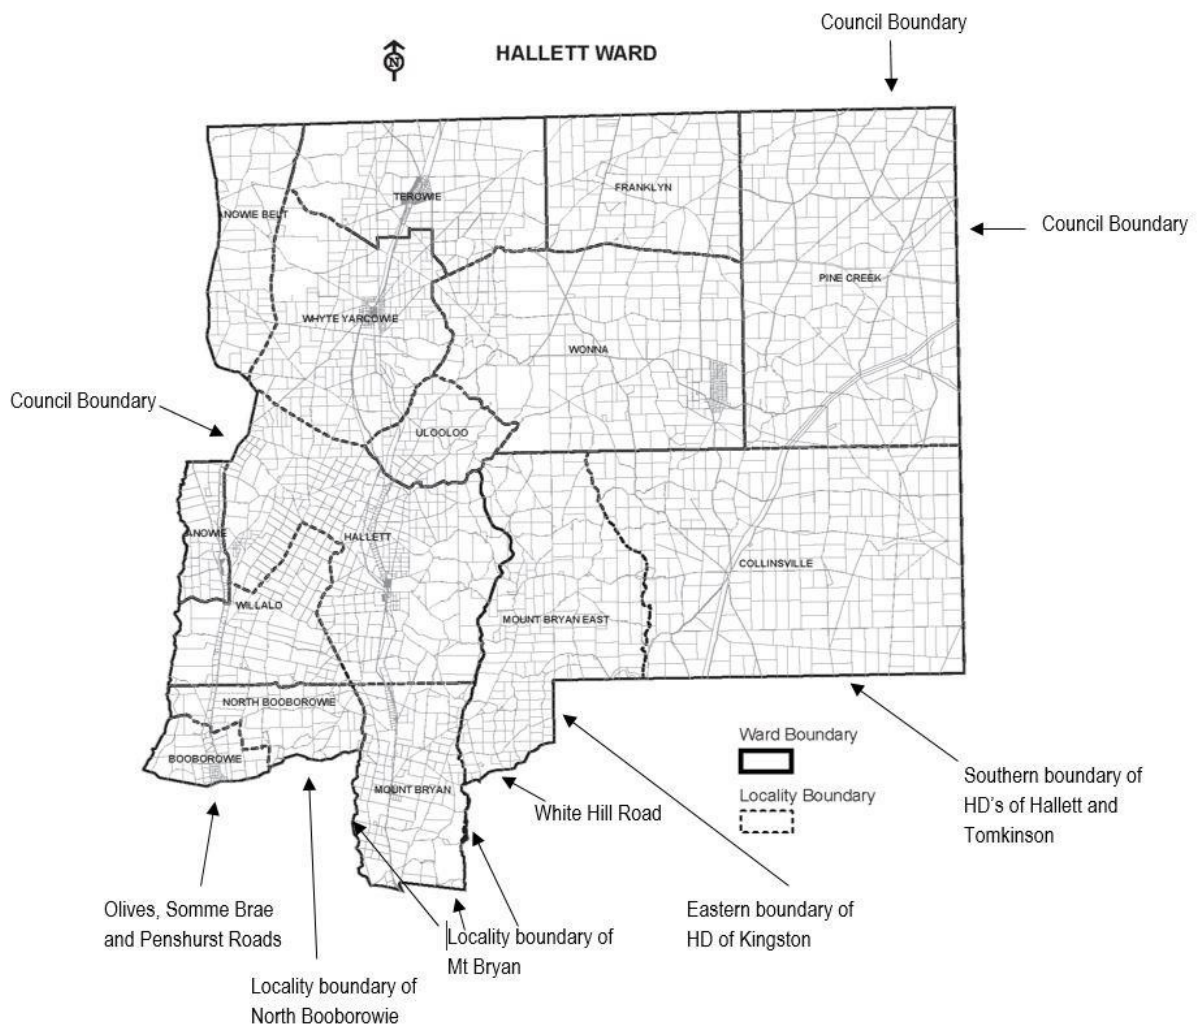 Council Boundary
N
HALLETT WARD
FRANKLYN
TEROWIE
ANOWIE BELT
Council Boundary
PINE CREEK
WHYTE YARCOWIE
WONNA
Council Boundary
ULOOLOO
ANOWIE
HALLETT
COLLINSVILLE
WILLALO
MOUNT BRYAN EAST
NORTH BOOBOROWIE
Ward Boundary
BOOBOROWIE
Southern boundary of
HD's of Hallett and
Tomkinson
MOUNT BRYAN
Locality Boundary
White Hill Road
Olives, Somme Brae
and Penshurst Roads
Eastern boundary of
HD of Kingston
Locality boundary of
Mt Bryan
Locality boundary of
North Booborowie